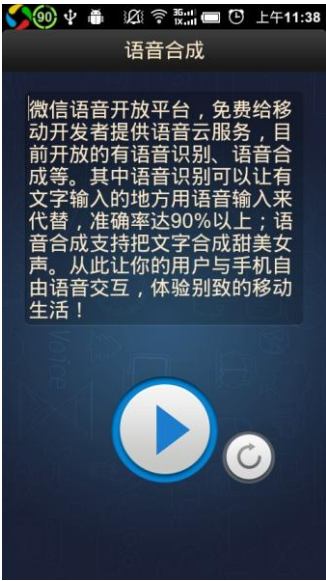 90 3G 1X 上午11:38
语音合成
微信语音开放平台，免费给移
动开发者提供语音云服务，目
前开放的有语音识别、语音合
成等。其中语音识别可以让有
文字输入的地方用语音输入来
代替，准确率达90%以上；语
音合成支持把文字合成甜美女
声。从此让你的用户与手机自
由语音交互，体验别致的移动
生活！
Voice